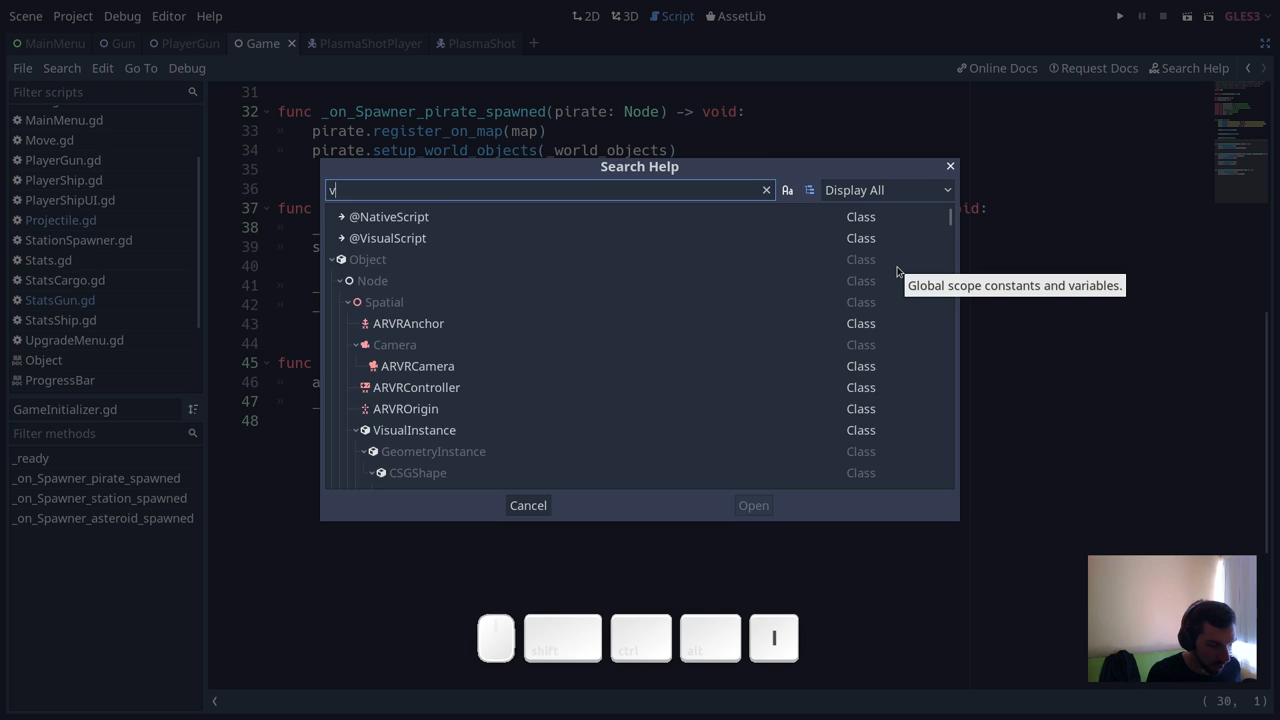 Scene Project Debug Editor Help
2D 3D Script AssetLib
GLES3
MainMenu Gun PlayerGun Game PlasmaShotPlayer PlasmaShot
File Search Edit Go To Debug
Online Docs Request Docs Search Help
Filter scripts
MainMenu.gd
Move.gd
PlayerGun.gd
PlayerShip.gd
PlayerShipUI.gd
Projectile.gd
StationSpawner.gd
Stats.gd
StatsCargo.gd
StatsGun.gd
StatsShip.gd
UpgradeMenu.gd
Object
ProgressBar
GameInitializer.gd
Filter methods
_ready
_on_Spawner_pirate_spawned
_on_Spawner_station_spawned
_on_Spawner_asteroid_spawned
31
32 func _on_Spawner_pirate_spawned(pirate: Node) -> void:
33 pirate.register_on_map(map)
34 pirate.setup_world_objects(_world_objects)
35
36
37 func oid:
38 _
39 s
40
41 _
42 _
43
44
45 func
46 a
47 _
48
Search Help
v
Aa
Display All
@NativeScript Class
@VisualScript Class
Object Class
Node Class
Spatial Class
ARVRAnchor Class
Camera Class
ARVRCamera Class
ARVRController Class
ARVROrigin Class
VisualInstance Class
GeometryInstance Class
CSGShape Class
Cancel Open
Global scope constants and variables.
shift ctrl alt I
( 30, 1)